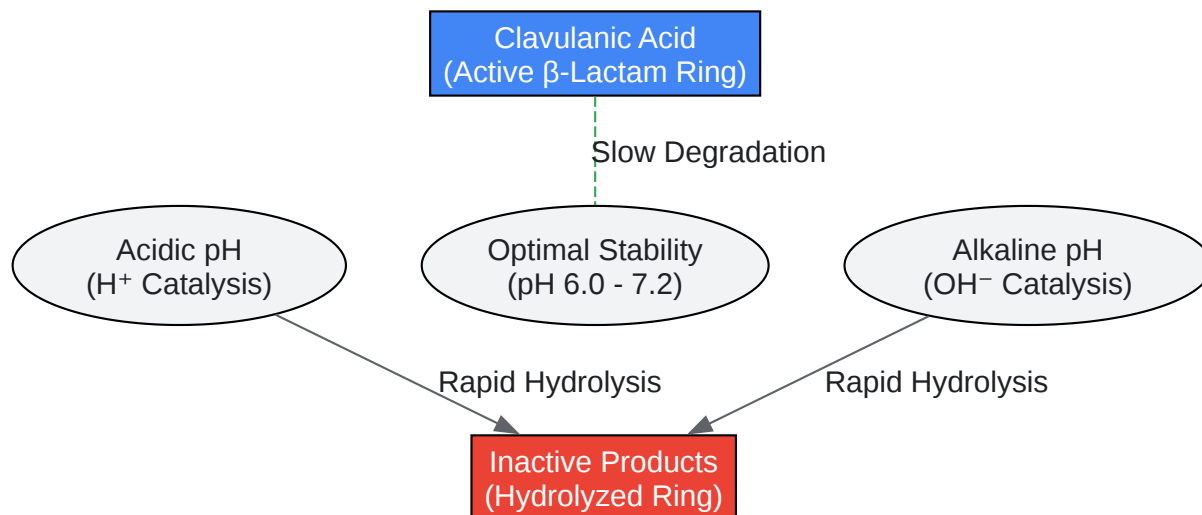 Clavulanic Acid
(Active β-Lactam Ring)
Slow Degradation
Acidic pH
(H⁺ Catalysis)
Optimal Stability
(pH 6.0 - 7.2)
Alkaline pH
(OH⁻ Catalysis)
Rapid Hydrolysis
Rapid Hydrolysis
Inactive Products
(Hydrolyzed Ring)